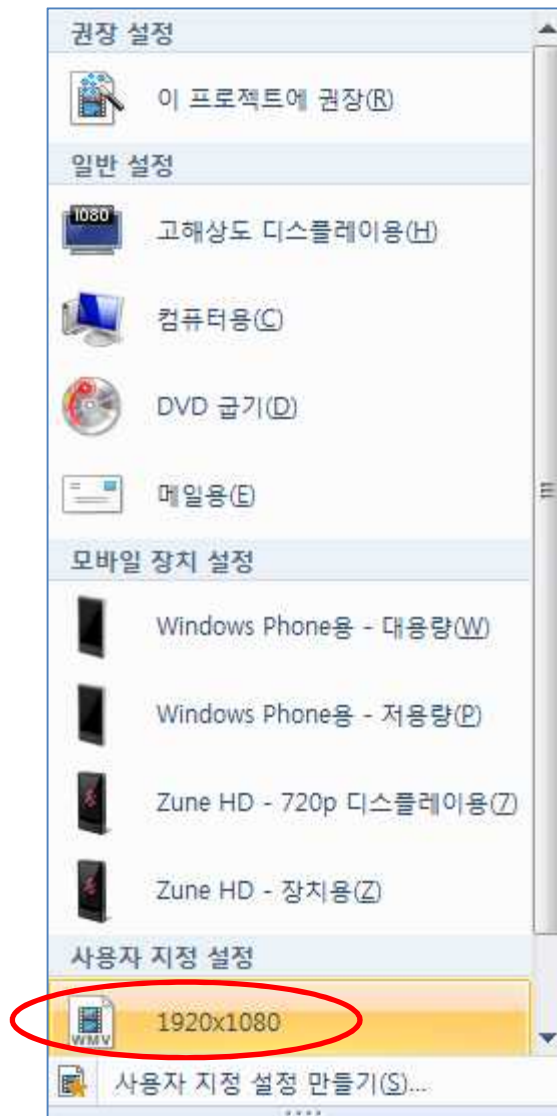 권장 설정
이 프로젝트에 권장(R)
일반 설정
1080
고해상도 디스플레이용(H)
컴퓨터용(C)
DVD 굽기(D)
메일용(E)
모바일 장치 설정
Windows Phone용 - 대용량(W)
Windows Phone용 - 저용량(P)
Zune HD - 720p 디스플레이용(7)
Zune HD - 장치용(Z)
사용자 지정 설정
WMV
1920x1080
사용자 지정 설정 만들기(S)...